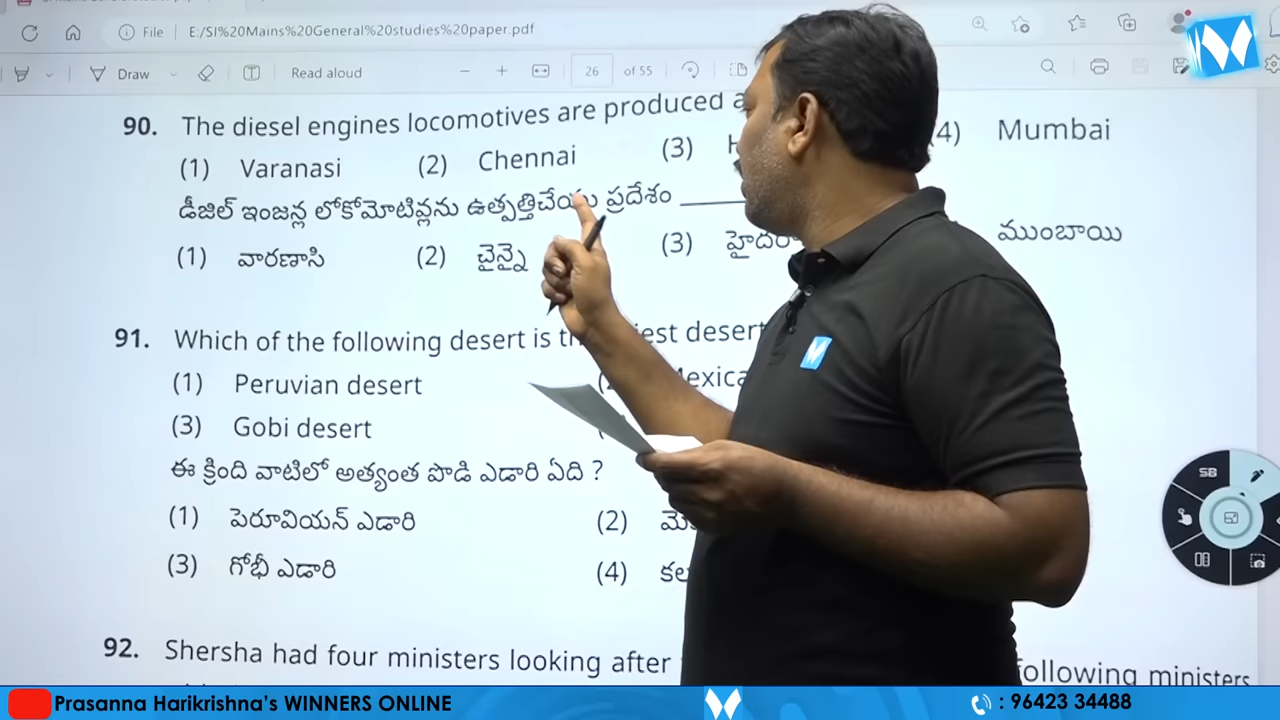 File E:/SI%20Mains%20General%20studies%20paper.pdf
Draw Read aloud 26 of 55
90. The diesel engines locomotives are produced
(1) Varanasi (2) Chennai (3) (4) Mumbai
డీజిల్ ఇంజన్ల లోకోమోటివ్లను ఉత్పత్తిచేయు ప్రదేశం
(1) వారణాసి (2) చైన్నై (3) ముంబాయి
91. Which of the following desert is desert
(1) Peruvian desert
(3) Gobi desert
ఈ క్రింది వాటిలో అత్యంత పొడి ఎడారి ఏది ?
(1) పెరూవియన్ ఎడారి (2)
(3) గోభీ ఎడారి (4)
92. Shersha had four ministers looking after following ministers
SB
Prasanna Harikrishna's WINNERS ONLINE : 96423 34488